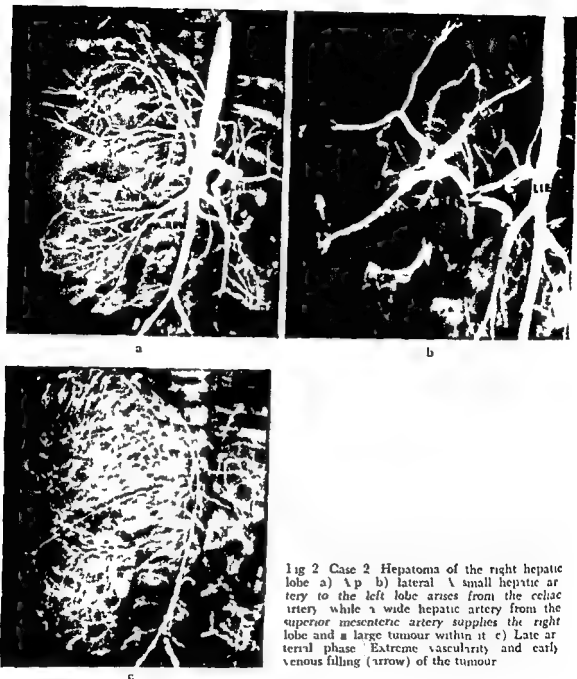 a
b
c
1ig 2 Case 2 Hepatoma of the right hepatic
lobe a) p b) lateral small hepatic ar
tery to the left lobe arises from the celiac
artery while a wide hepatic artery from the
superior mesenteric artery supplies the right
lobe and a large tumour within it c) Late ar
terial phase Extreme vascularity and early
venous filling (arrow) of the tumour